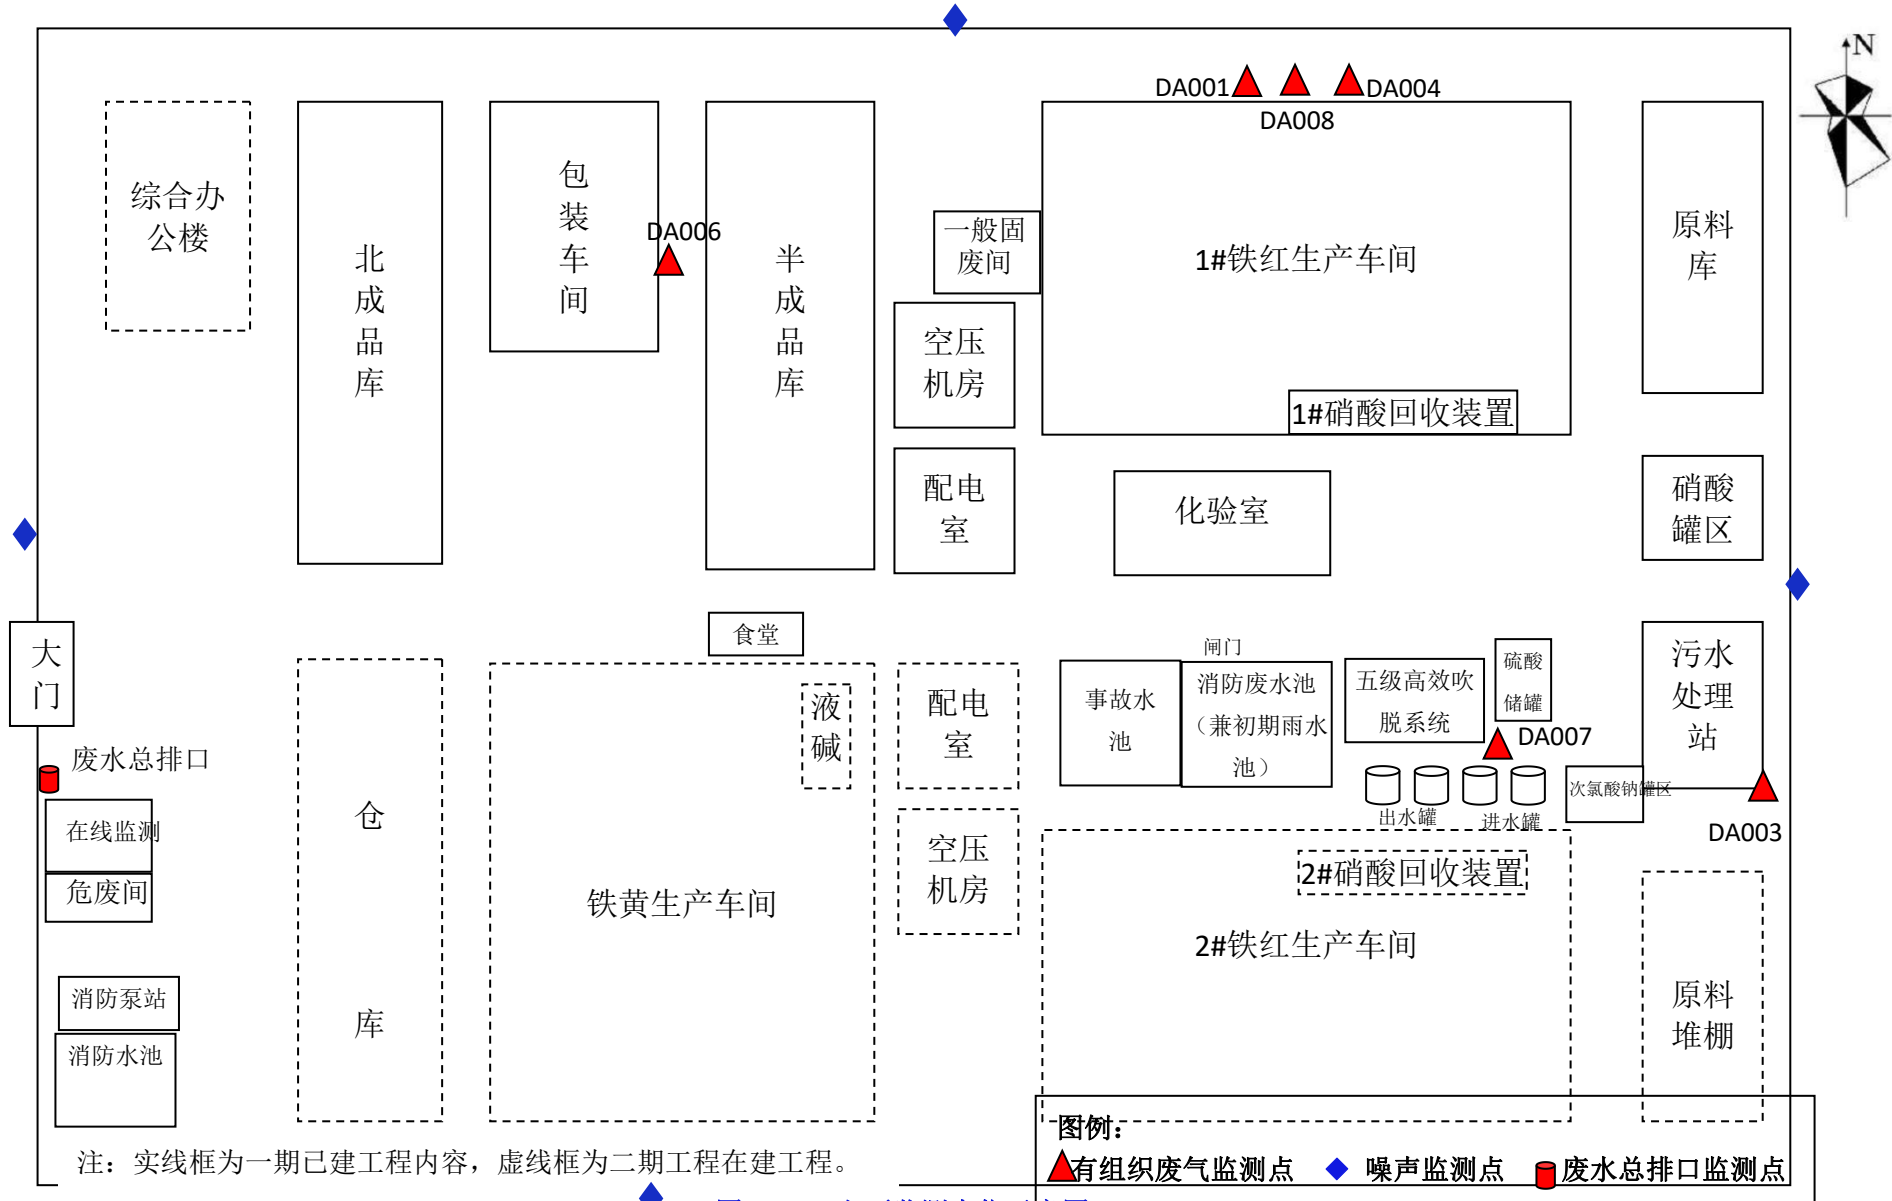 N
DA001
DA004
DA008
综合办
公楼
北
成
品
库
包
装
车
间
DA006
半
成
品
库
一般固
废间
1#铁红生产车间
原料
库
空压
机房
1#硝酸回收装置
配电
室
化验室
硝酸
罐区
大
门
食堂
闸门
硫酸
储罐
污水
处理
站
液
碱
配电
室
事故水
池
消防废水池
（兼初期雨水
池）
五级高效吹
脱系统
DA007
废水总排口
次氯酸钠罐区
出水罐
进水罐
DA003
在线监测
危废间
仓
库
铁黄生产车间
空压
机房
2#硝酸回收装置
2#铁红生产车间
原料
堆棚
消防泵站
消防水池
图例：
有组织废气监测点
噪声监测点
废水总排口监测点
注：实线框为一期已建工程内容，虚线框为二期工程在建工程。